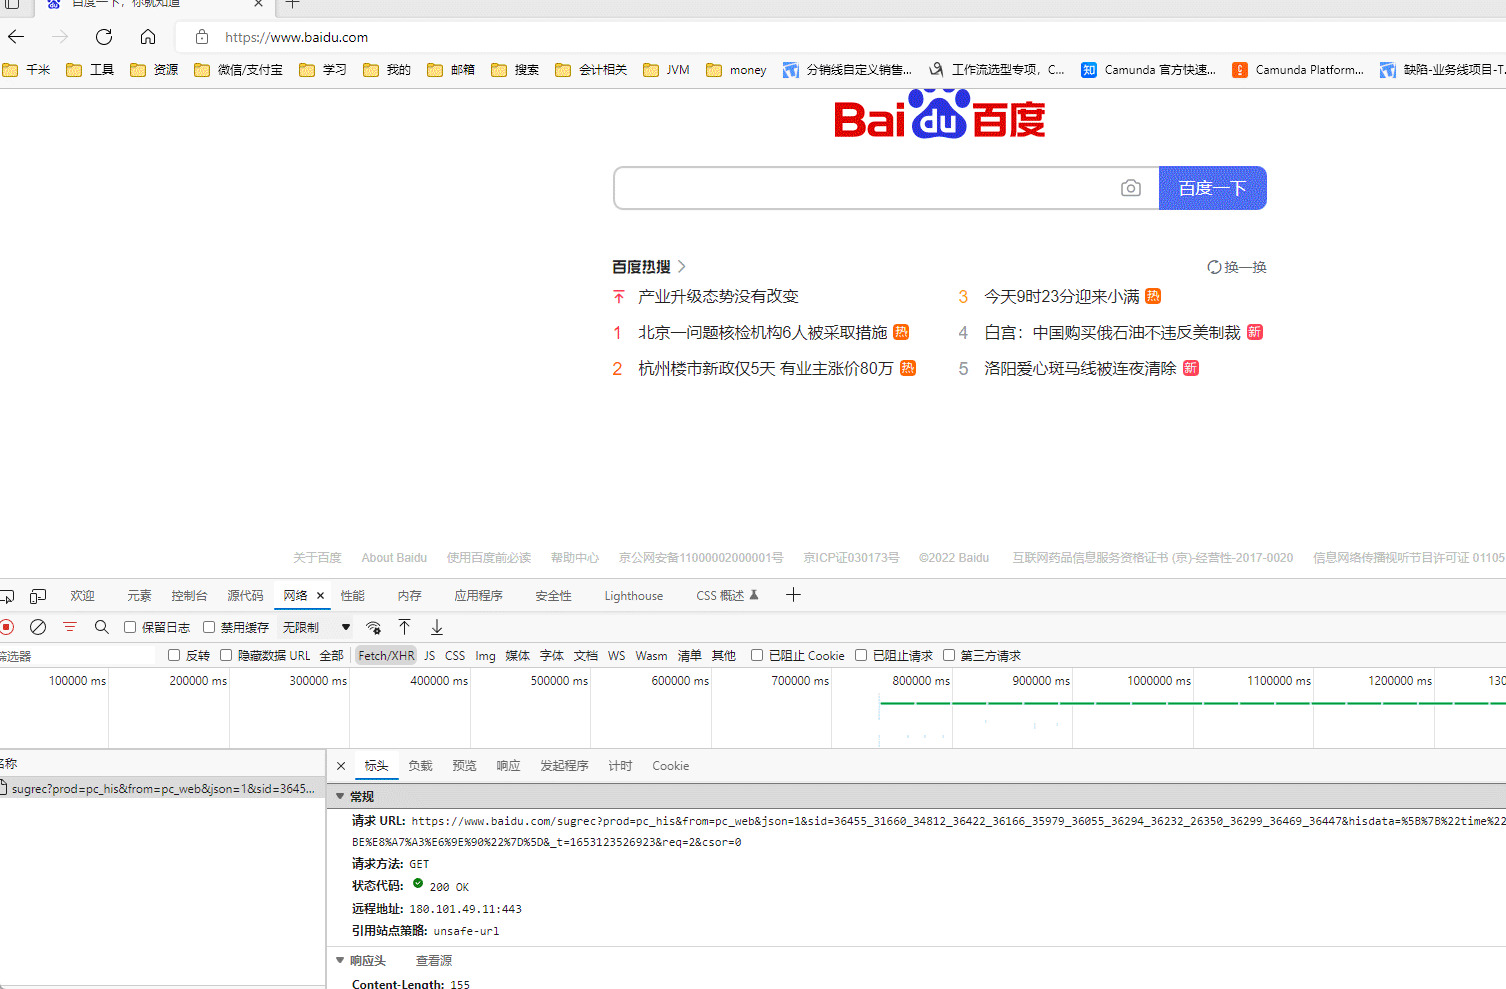 百度一下，你就知道
https://www.baidu.com
千米 工具 资源 微信/支付宝 学习 我的 邮箱 搜索 会计相关 JVM money 分销线自定义销售... 工作流选型专项，C... 知 Camunda 官方快速... Camunda Platform... 缺陷-业务线项目-T...
Bai du 百度
百度一下
百度热搜 换一换
产业升级态势没有改变 3 今天9时23分迎来小满 热
1 北京一问题核检机构6人被采取措施 热 4 白宫：中国购买俄石油不违反美制裁 新
2 杭州楼市新政仅5天 有业主涨价80万 热 5 洛阳爱心斑马线被连夜清除 新
关于百度 About Baidu 使用百度前必读 帮助中心 京公网安备11000002000001号 京ICP证030173号 ©2022 Baidu 互联网药品信息服务资格证书 (京)-经营性-2017-0020 信息网络传播视听节目许可证 01105
欢迎 元素 控制台 源代码 网络 性能 内存 应用程序 安全性 Lighthouse CSS 概述
保留日志 禁用缓存 无限制
筛选器 反转 隐藏数据 URL 全部 Fetch/XHR JS CSS Img 媒体 字体 文档 WS Wasm 清单 其他 已阻止 Cookie 已阻止请求 第三方请求
100000 ms 200000 ms 300000 ms 400000 ms 500000 ms 600000 ms 700000 ms 800000 ms 900000 ms 1000000 ms 1100000 ms 1200000 ms 130
名称 标头 负载 预览 响应 发起程序 计时 Cookie
sugrec?prod=pc_his&from=pc_web&json=1&sid=3645...
常规
请求 URL: https://www.baidu.com/sugrec?prod=pc_his&from=pc_web&json=1&sid=36455_31660_34812_36422_36166_35979_36055_36294_36232_26350_36299_36469_36447&hisdata=%5B%7B%22time%22
BE%E8%A7%A3%E6%9E%90%22%7D%5D&_t=1653123526923&req=2&csor=0
请求方法: GET
状态代码: 200 OK
远程地址: 180.101.49.11:443
引用站点策略: unsafe-url
响应头 查看源
Content-Length: 155